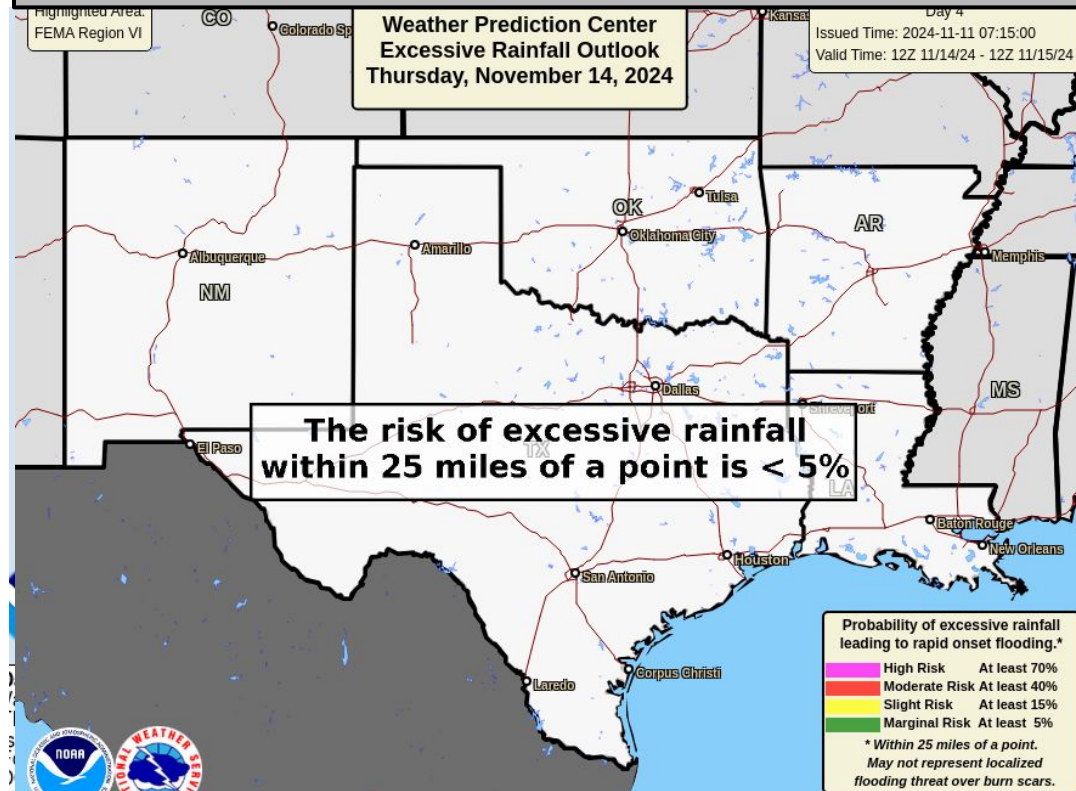 Highlighted Area:
FEMA Region VI
Weather Prediction Center
Excessive Rainfall Outlook
Thursday, November 14, 2024
Day 4
Issued Time: 2024-11-11 07:15:00
Valid Time: 12Z 11/14/24 - 12Z 11/15/24
CO
Colorado Sp
Kansas
Tulsa
OK
Oklahoma City
AR
Amarillo
Albuquerque
Memphis
NM
Dallas
MS
Shreveport
The risk of excessive rainfall
within 25 miles of a point is < 5%
El Paso
TX
LA
Baton Rouge
New Orleans
Houston
San Antonio
Corpus Christi
Laredo
Probability of excessive rainfall
leading to rapid onset flooding.*
High Risk At least 70%
Moderate Risk At least 40%
Slight Risk At least 15%
Marginal Risk At least 5%
* Within 25 miles of a point.
May not represent localized
flooding threat over burn scars.
NOAA
WEATHER